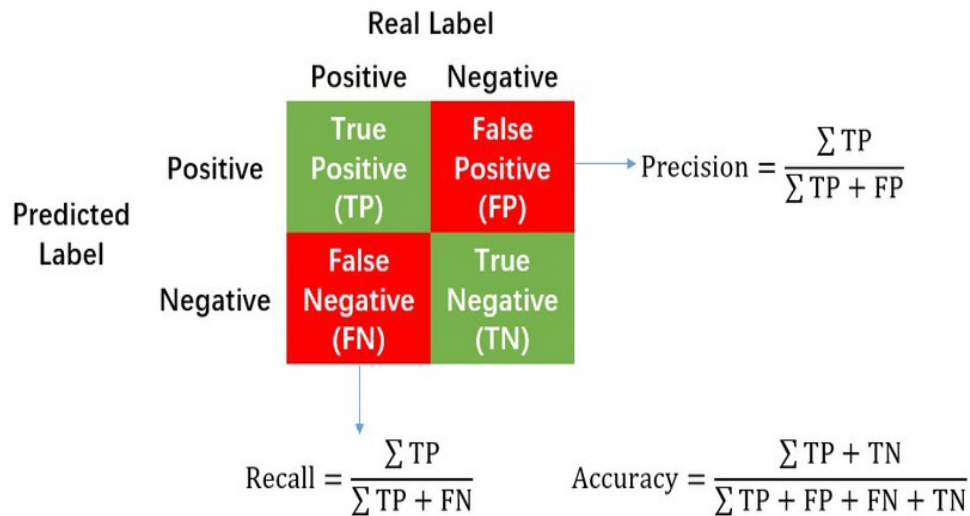 Real Label
Positive Negative
True
Positive
(TP)
False
Positive
(FP)
Positive
Precision = ∑ TP / ∑ TP + FP
Predicted
Label
Negative
False
Negative
(FN)
True
Negative
(TN)
Recall = ∑ TP / ∑ TP + FN
Accuracy = ∑ TP + TN / ∑ TP + FP + FN + TN